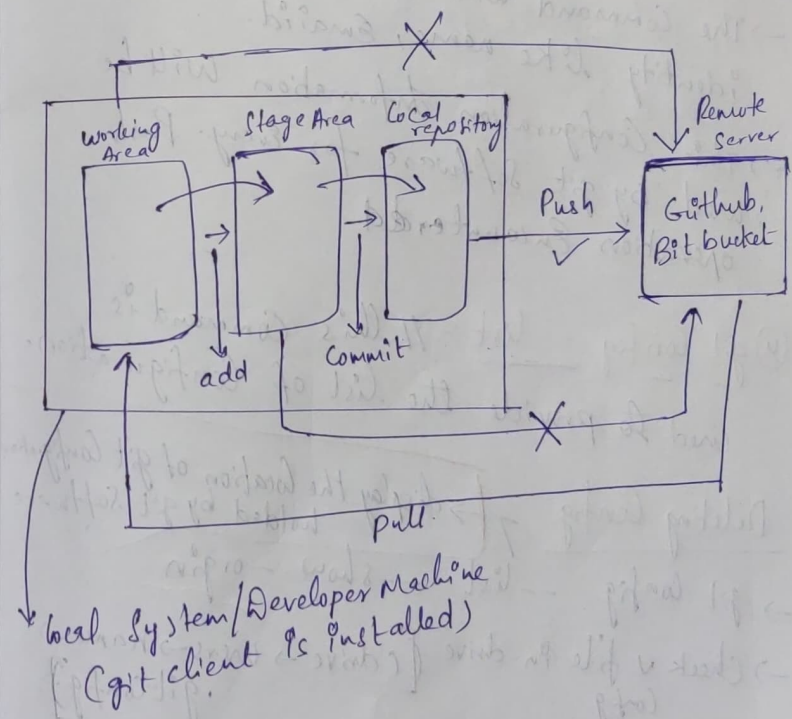 Working
Area
Stage Area
Local
repository
Remote
Server
Github,
Bit bucket
Push
add
Commit
Pull
Local System/Developer Machine
(git client is installed)